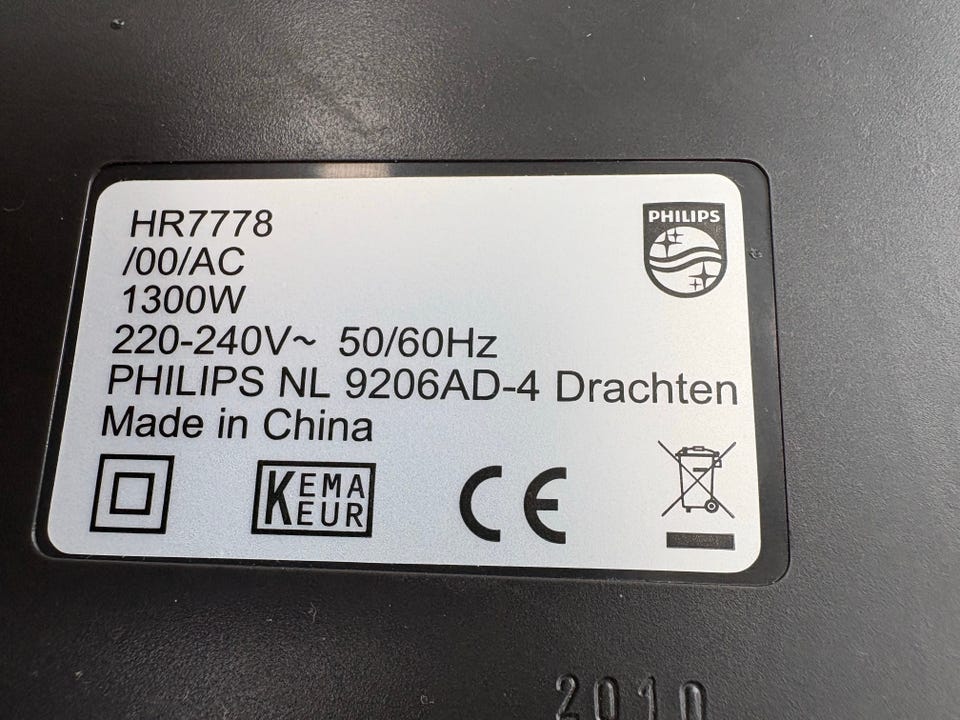 PHILIPS
HR7778
/00/AC
1300W
220-240V~ 50/60Hz
PHILIPS NL 9206AD-4 Drachten
Made in China
KEMA
KEUR
CE
2010